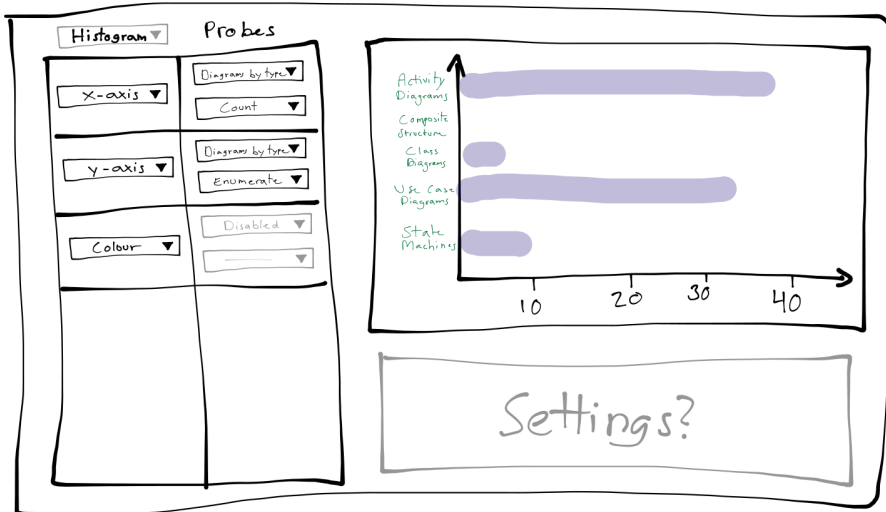 Histogram
Probes
X-axis
Diagrams by type
Count
y-axis
Diagrams by type
Enumerate
Colour
Disabled
Activity
Diagrams
Composite
Structure
Class
Diagrams
Use Case
Diagrams
State
Machines
10
20
30
40
Settings?